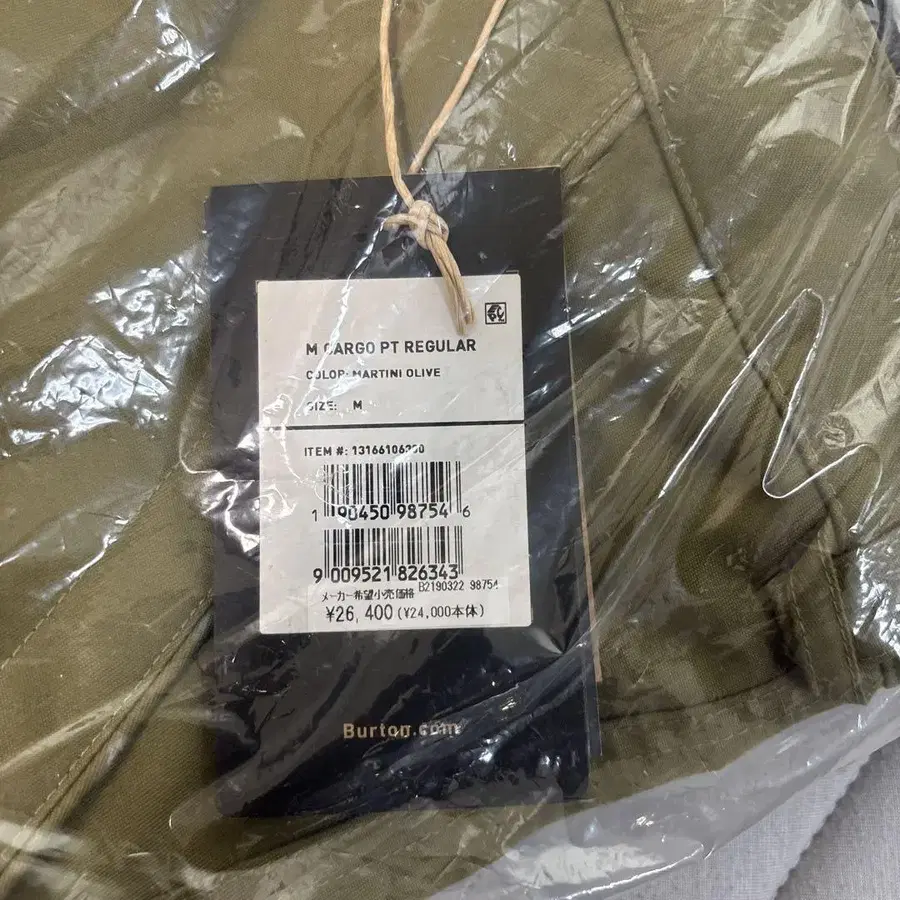 M CARGO PT REGULAR
COLOR: MARTINI OLIVE
SIZE: M
ITEM #: 13166106300
1 90450 98754 6
9 009521 826343
B2190322 98754
メーカー希望小売価格
¥26,400(¥24,000本体)
Burton.com